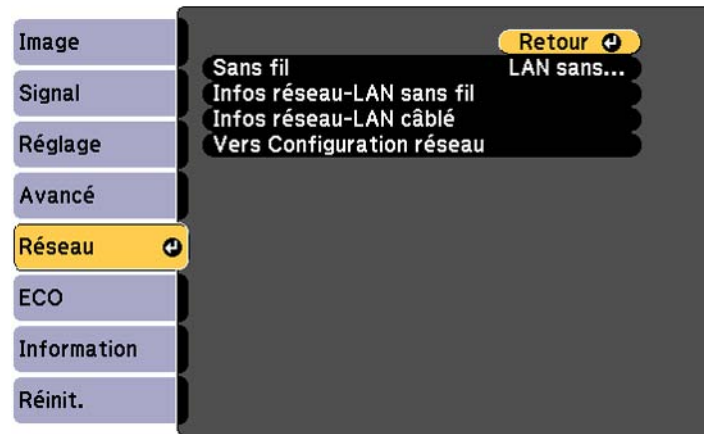 Image
Signal
Réglage
Avancé
Réseau
ECO
Information
Réinit.
Retour
Sans fil LAN sans...
Infos réseau-LAN sans fil
Infos réseau-LAN câblé
Vers Configuration réseau